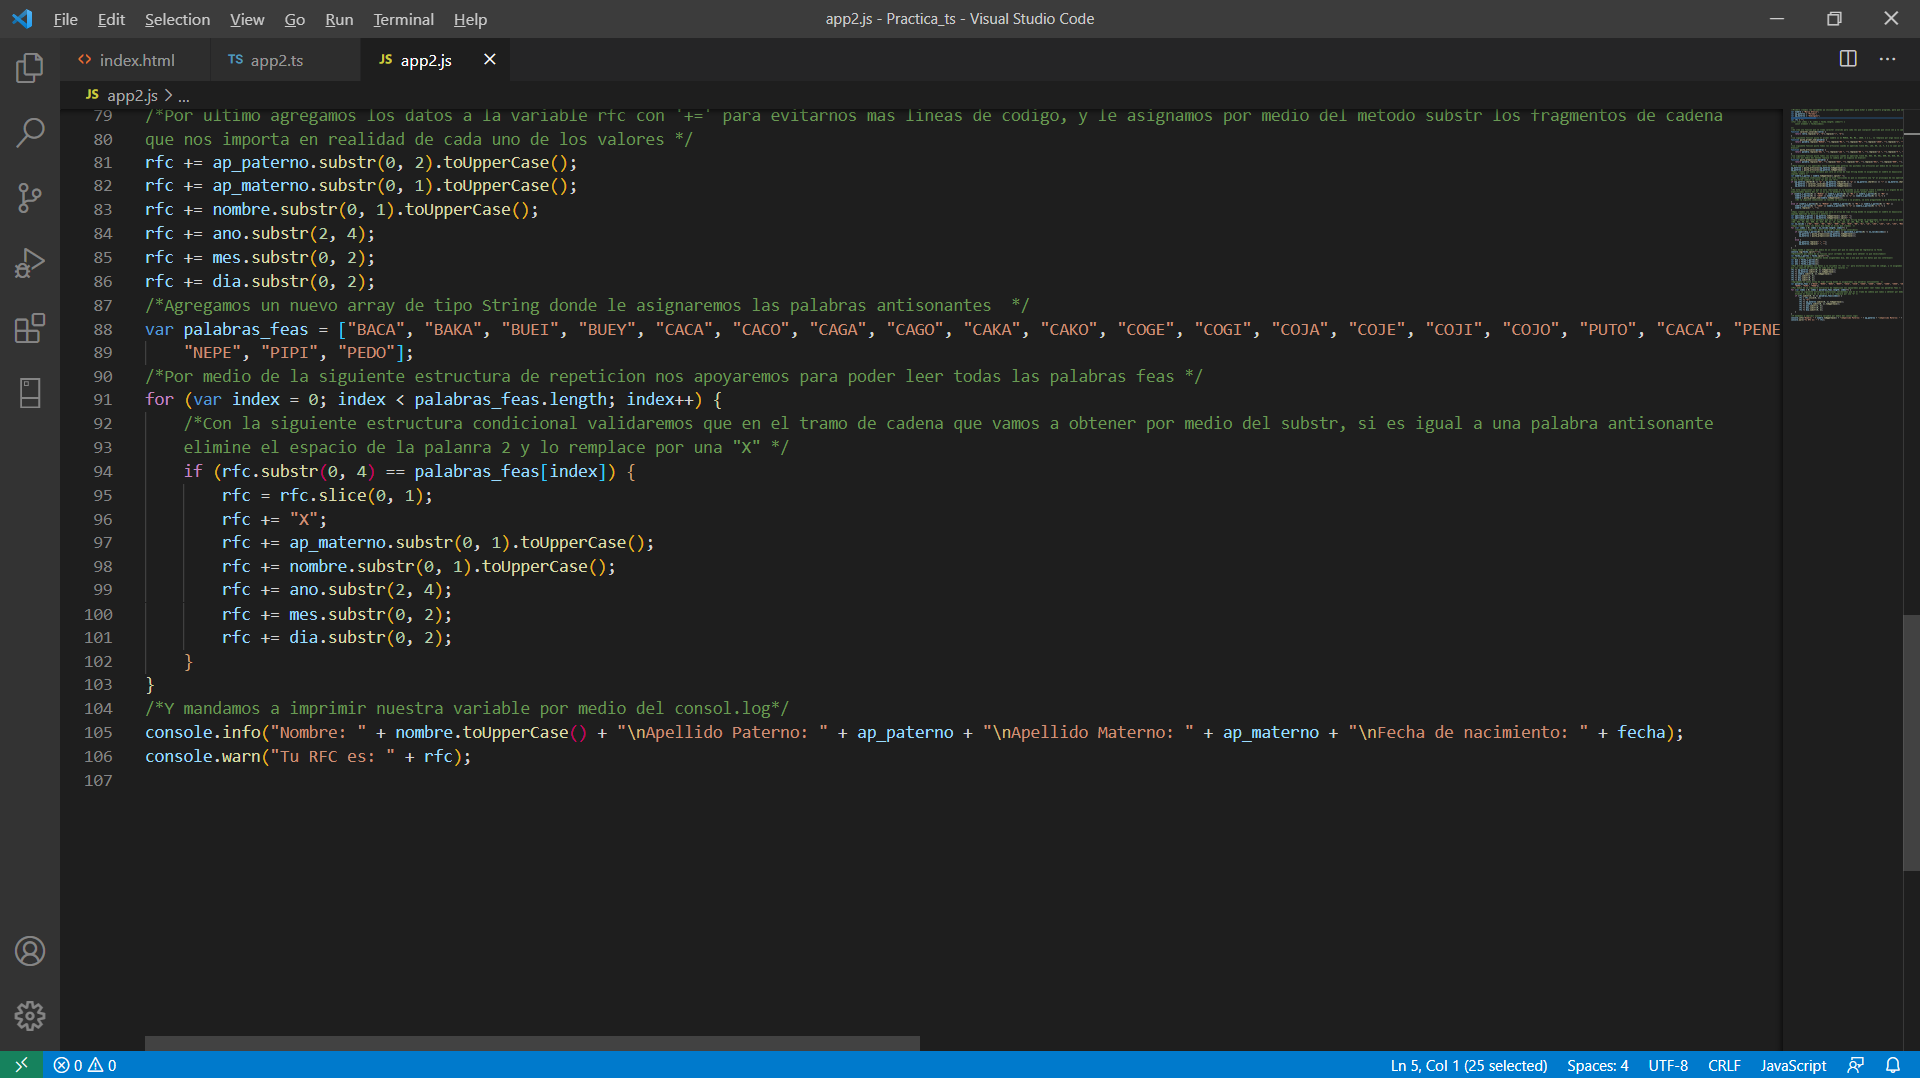 File Edit Selection View Go Run Terminal Help
app2.js - Practica_ts - Visual Studio Code
index.html
TS app2.ts
JS app2.js
JS app2.js > ...
79 /*Por ultimo agregamos los datos a la variable rfc con '+=' para evitarnos mas lineas de codigo, y le asignamos por medio del metodo substr los fragmentos de cadena
80 que nos importa en realidad de cada uno de los valores */
81 rfc += ap_paterno.substr(0, 2).toUpperCase();
82 rfc += ap_materno.substr(0, 1).toUpperCase();
83 rfc += nombre.substr(0, 1).toUpperCase();
84 rfc += ano.substr(2, 4);
85 rfc += mes.substr(0, 2);
86 rfc += dia.substr(0, 2);
87 /*Agregamos un nuevo array de tipo String donde le asignaremos las palabras antisonantes  */
88 var palabras_feas = ["BACA", "BAKA", "BUEI", "BUEY", "CACA", "CACO", "CAGA", "CAGO", "CAKA", "CAKO", "COGE", "COGI", "COJA", "COJE", "COJI", "COJO", "PUTO", "CACA", "PENE
89     "NEPE", "PIPI", "PEDO"];
90 /*Por medio de la siguiente estructura de repeticion nos apoyaremos para poder leer todas las palabras feas */
91 for (var index = 0; index < palabras_feas.length; index++) {
92     /*Con la siguiente estructura condicional validaremos que en el tramo de cadena que vamos a obtener por medio del substr, si es igual a una palabra antisonante
93     elimine el espacio de la palanra 2 y lo remplace por una "X" */
94     if (rfc.substr(0, 4) == palabras_feas[index]) {
95         rfc = rfc.slice(0, 1);
96         rfc += "X";
97         rfc += ap_materno.substr(0, 1).toUpperCase();
98         rfc += nombre.substr(0, 1).toUpperCase();
99         rfc += ano.substr(2, 4);
100         rfc += mes.substr(0, 2);
101         rfc += dia.substr(0, 2);
102     }
103 }
104 /*Y mandamos a imprimir nuestra variable por medio del consol.log*/
105 console.info("Nombre: " + nombre.toUpperCase() + "\nApellido Paterno: " + ap_paterno + "\nApellido Materno: " + ap_materno + "\nFecha de nacimiento: " + fecha);
106 console.warn("Tu RFC es: " + rfc);
107
0 0
Ln 5, Col 1 (25 selected) Spaces: 4 UTF-8 CRLF JavaScript